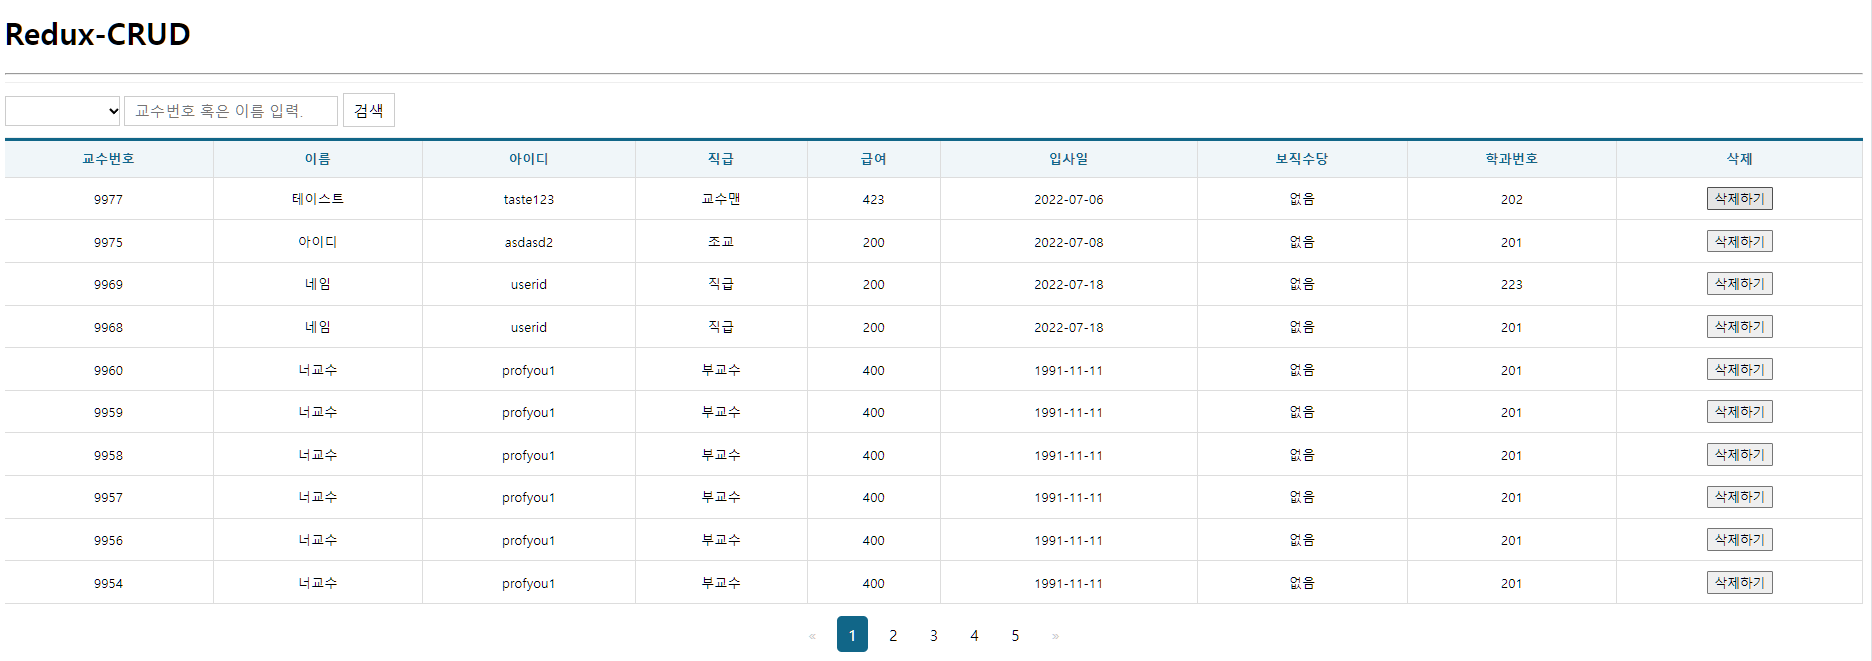 Redux-CRUD
교수번호 혹은 이름 입력. 검색
교수번호 이름 아이디 직급 급여 입사일 보직수당 학과번호 삭제
9977 테이스트 taste123 교수맨 423 2022-07-06 없음 202 삭제하기
9975 아이디 asdasd2 조교 200 2022-07-08 없음 201 삭제하기
9969 네임 userid 직급 200 2022-07-18 없음 223 삭제하기
9968 네임 userid 직급 200 2022-07-18 없음 201 삭제하기
9960 너교수 profyou1 부교수 400 1991-11-11 없음 201 삭제하기
9959 너교수 profyou1 부교수 400 1991-11-11 없음 201 삭제하기
9958 너교수 profyou1 부교수 400 1991-11-11 없음 201 삭제하기
9957 너교수 profyou1 부교수 400 1991-11-11 없음 201 삭제하기
9956 너교수 profyou1 부교수 400 1991-11-11 없음 201 삭제하기
9954 너교수 profyou1 부교수 400 1991-11-11 없음 201 삭제하기
« 1 2 3 4 5 »